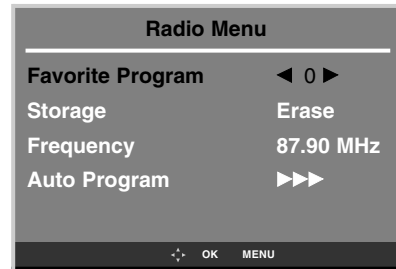 Radio Menu
Favorite Program ◀ 0 ▶
Storage Erase
Frequency 87.90 MHz
Auto Program ▶▶▶
OK MENU